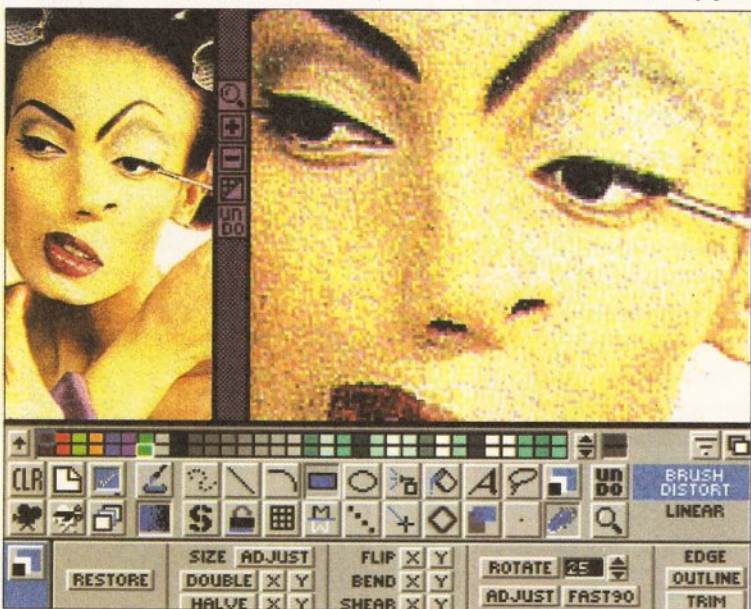 UN
DO
CLR
UN
DO
BRUSH
DISTORT
A
$
M
LINEAR
SIZE ADJUST
FLIP X Y
ROTATE 25
EDGE
RESTORE
DOUBLE X Y
BEND X Y
OUTLINE
HALVE X Y
SHEAR X Y
ADJUST FAST90
TRIM